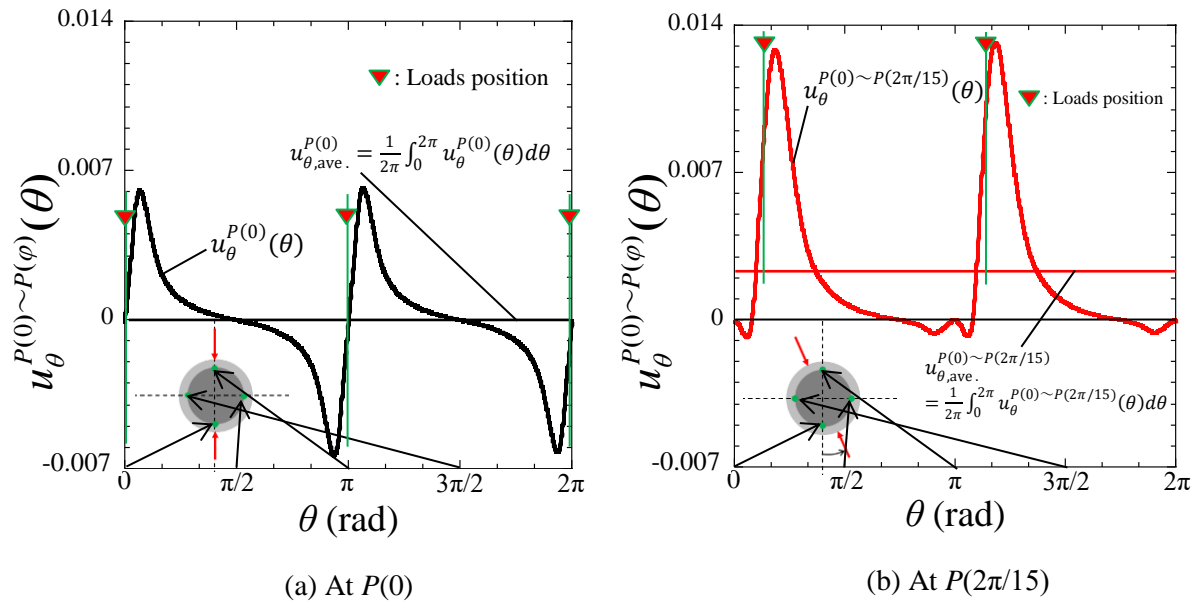 0.014
0.007
0
-0.007
u_θ^{P(0)~P(φ)}(θ)
▼: Loads position
u_{θ,ave.}^{P(0)} = \frac{1}{2π} ∫_0^{2π} u_θ^{P(0)}(θ)dθ
u_θ^{P(0)}(θ)
0 π/2 π 3π/2 2π
θ (rad)
(a) At P(0)
0.014
0.007
0
-0.007
u_θ^{P(0)~P(φ)}(θ)
u_θ^{P(0)~P(2π/15)}(θ)
▼: Loads position
u_{θ,ave.}^{P(0)~P(2π/15)}
= \frac{1}{2π} ∫_0^{2π} u_θ^{P(0)~P(2π/15)}(θ)dθ
0 π/2 π 3π/2 2π
θ (rad)
(b) At P(2π/15)